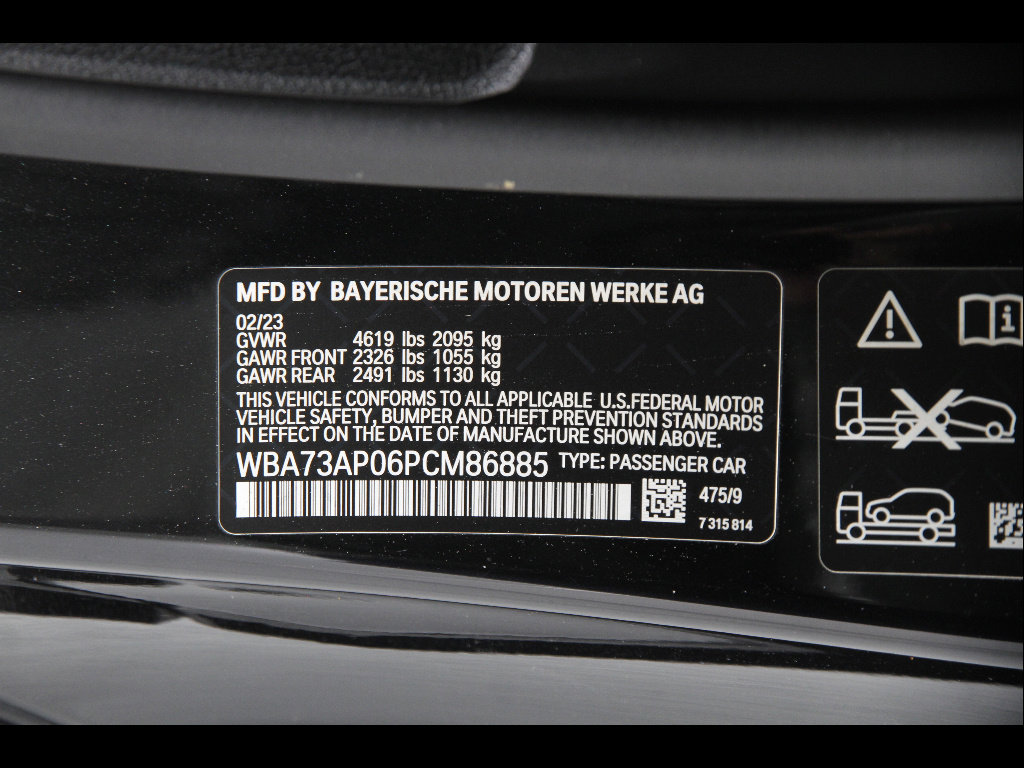 MFD BY BAYERISCHE MOTOREN WERKE AG
02/23
GVWR 4619 lbs 2095 kg
GAWR FRONT 2326 lbs 1055 kg
GAWR REAR 2491 lbs 1130 kg
THIS VEHICLE CONFORMS TO ALL APPLICABLE U.S.FEDERAL MOTOR
VEHICLE SAFETY, BUMPER AND THEFT PREVENTION STANDARDS
IN EFFECT ON THE DATE OF MANUFACTURE SHOWN ABOVE.
WBA73AP06PCM86885 TYPE: PASSENGER CAR
475/9
7 315 814